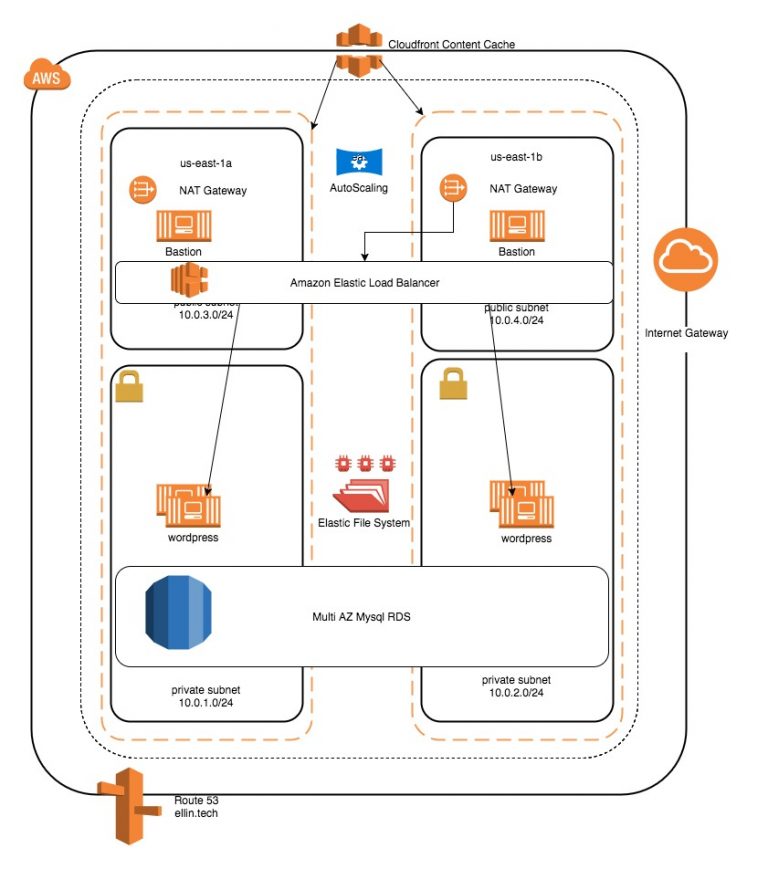 Cloudfront Content Cache
AWS
us-east-1a
us-east-1b
NAT Gateway
AutoScaling
NAT Gateway
Bastion
Bastion
Amazon Elastic Load Balancer
public subnet
10.0.3.0/24
public subnet
10.0.4.0/24
Internet Gateway
Elastic File System
wordpress
wordpress
Multi AZ Mysql RDS
private subnet
10.0.1.0/24
private subnet
10.0.2.0/24
Route 53
ellin.tech